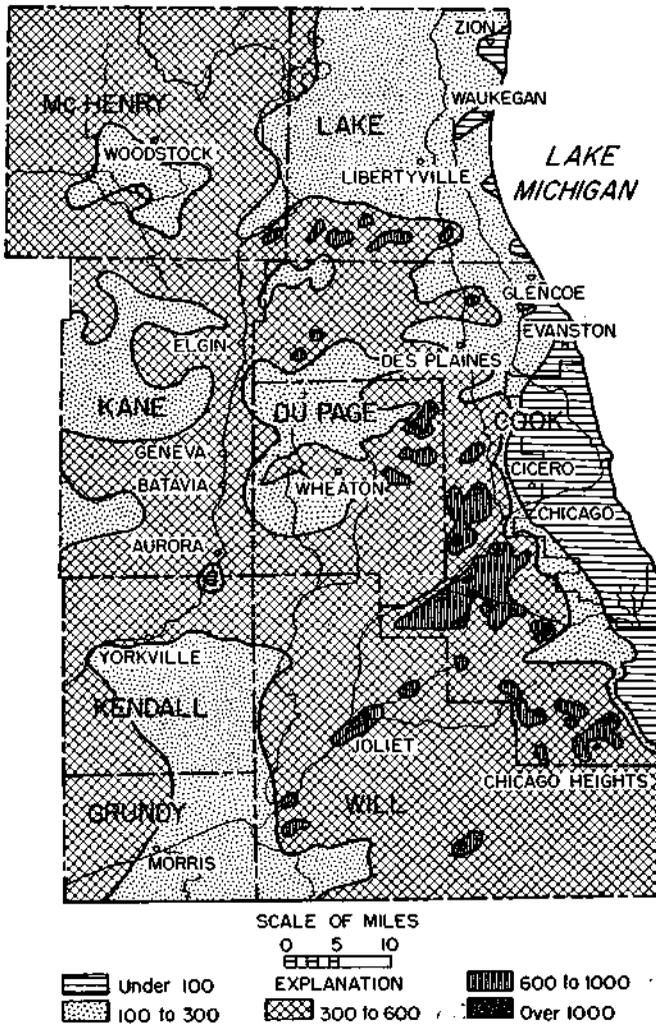 ZION
Mc HENRY
WAUKEGAN
LAKE
WOODSTOCK
LAKE
MICHIGAN
LIBERTYVILLE
GLENCOE
EVANSTON
ELGIN
DES PLAINES
KANE
DU PAGE
COOK
GENEVA
CICERO
BATAVIA
WHEATON
CHICAGO
AURORA
YORKVILLE
KENDALL
JOLIET
CHICAGO HEIGHTS
GRUNDY
WILL
MORRIS
SCALE OF MILES
0 5 10
EXPLANATION
Under 100
600 to 1000
100 to 300
300 to 600
Over 1000